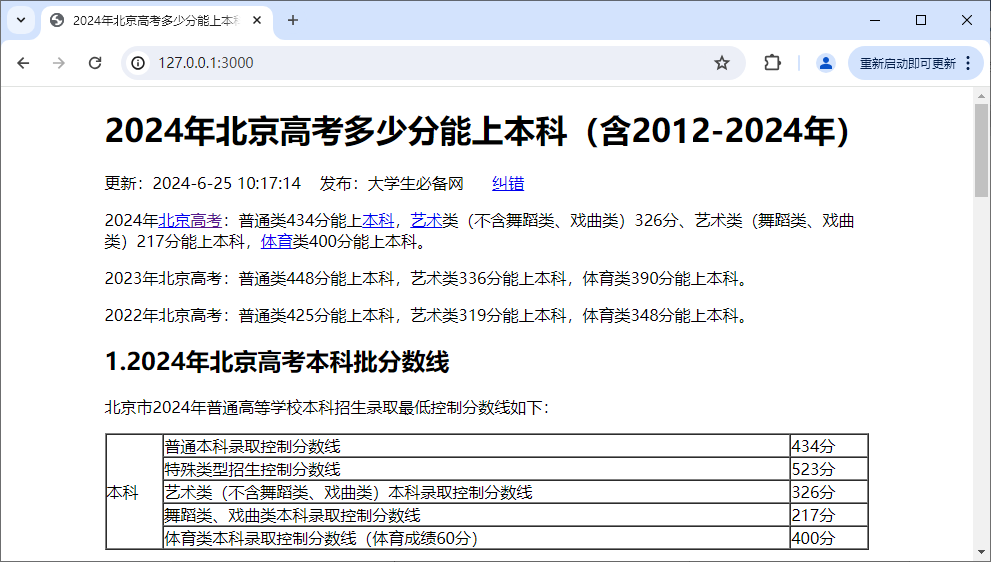 2024年北京高考多少分能上本科
127.0.0.1:3000
重新启动即可更新
2024年北京高考多少分能上本科（含2012-2024年）
更新：2024-6-25 10:17:14 发布：大学生必备网 纠错
2024年北京高考：普通类434分能上本科，艺术类（不含舞蹈类、戏曲类）326分、艺术类（舞蹈类、戏曲
类）217分能上本科，体育类400分能上本科。
2023年北京高考：普通类448分能上本科，艺术类336分能上本科，体育类390分能上本科。
2022年北京高考：普通类425分能上本科，艺术类319分能上本科，体育类348分能上本科。
1.2024年北京高考本科批分数线
北京市2024年普通高等学校本科招生录取最低控制分数线如下：
普通本科录取控制分数线 434分
特殊类型招生控制分数线 523分
本科 艺术类（不含舞蹈类、戏曲类）本科录取控制分数线 326分
舞蹈类、戏曲类本科录取控制分数线 217分
体育类本科录取控制分数线（体育成绩60分） 400分